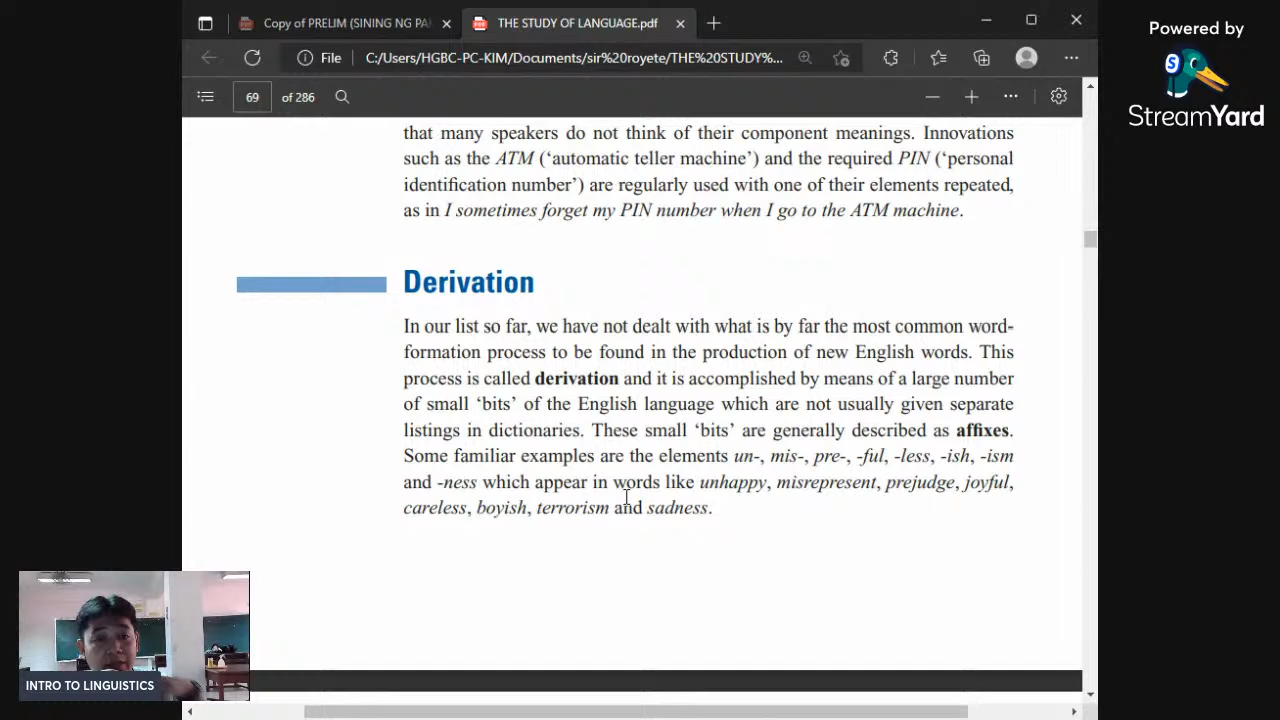 Copy of PRELIM (SINING NG PA
THE STUDY OF LANGUAGE.pdf
File
C:/Users/HGBC-PC-KIM/Documents/sir%20royete/THE%20STUDY%...
69 of 286
that many speakers do not think of their component meanings. Innovations
such as the ATM (‘automatic teller machine’) and the required PIN (‘personal
identification number’) are regularly used with one of their elements repeated,
as in I sometimes forget my PIN number when I go to the ATM machine.
Derivation
In our list so far, we have not dealt with what is by far the most common word-
formation process to be found in the production of new English words. This
process is called derivation and it is accomplished by means of a large number
of small ‘bits’ of the English language which are not usually given separate
listings in dictionaries. These small ‘bits’ are generally described as affixes.
Some familiar examples are the elements un-, mis-, pre-, -ful, -less, -ish, -ism
and -ness which appear in words like unhappy, misrepresent, prejudge, joyful,
careless, boyish, terrorism and sadness.
INTRO TO LINGUISTICS
Powered by
S
StreamYard